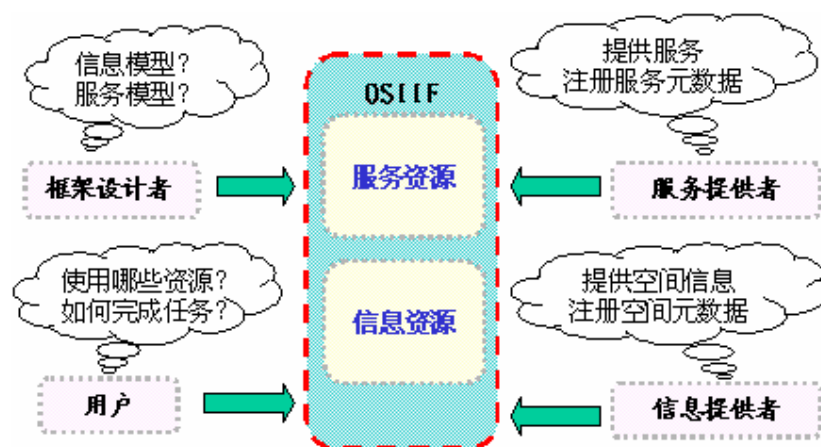 信息模型?
服务模型?
框架设计者
使用哪些资源?
如何完成任务?
用户
OSIIF
服务资源
信息资源
提供服务
注册服务元数据
服务提供者
提供空间信息
注册空间元数据
信息提供者